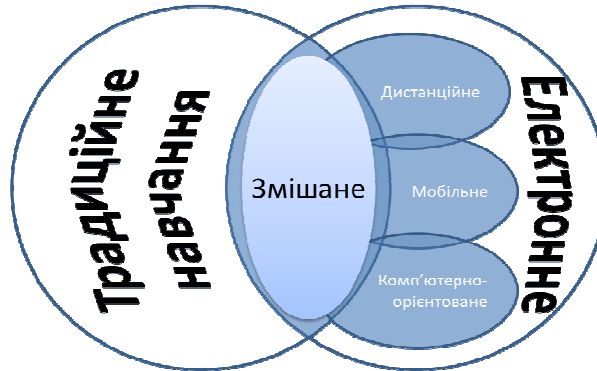 Традиційне
навчання
Змішане
Дистанційне
Мобільне
Комп’ютерно-
орієнтоване
Електронне